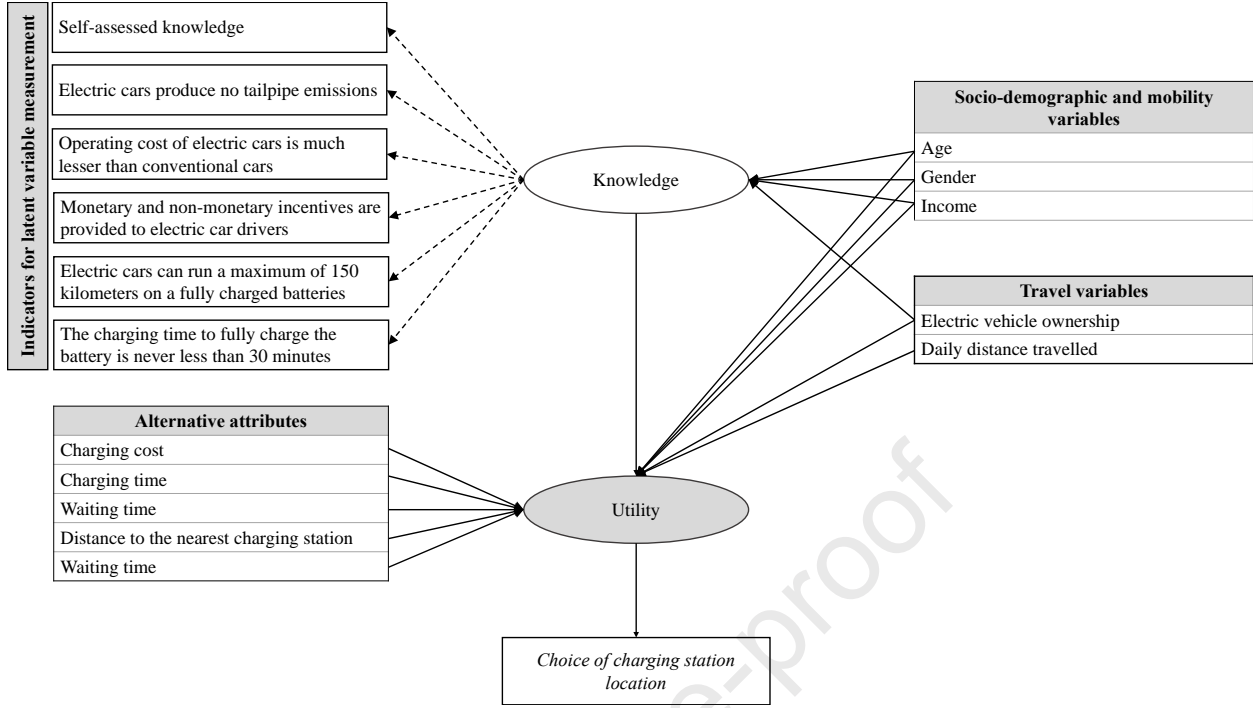 Indicators for latent variable measurement
Self-assessed knowledge
Electric cars produce no tailpipe emissions
Operating cost of electric cars is much
lesser than conventional cars
Monetary and non-monetary incentives are
provided to electric car drivers
Electric cars can run a maximum of 150
kilometers on a fully charged batteries
The charging time to fully charge the
battery is never less than 30 minutes
Knowledge
Socio-demographic and mobility
variables
Age
Gender
Income
Travel variables
Electric vehicle ownership
Daily distance travelled
Alternative attributes
Charging cost
Charging time
Waiting time
Distance to the nearest charging station
Waiting time
Utility
Choice of charging station
location
e-proof